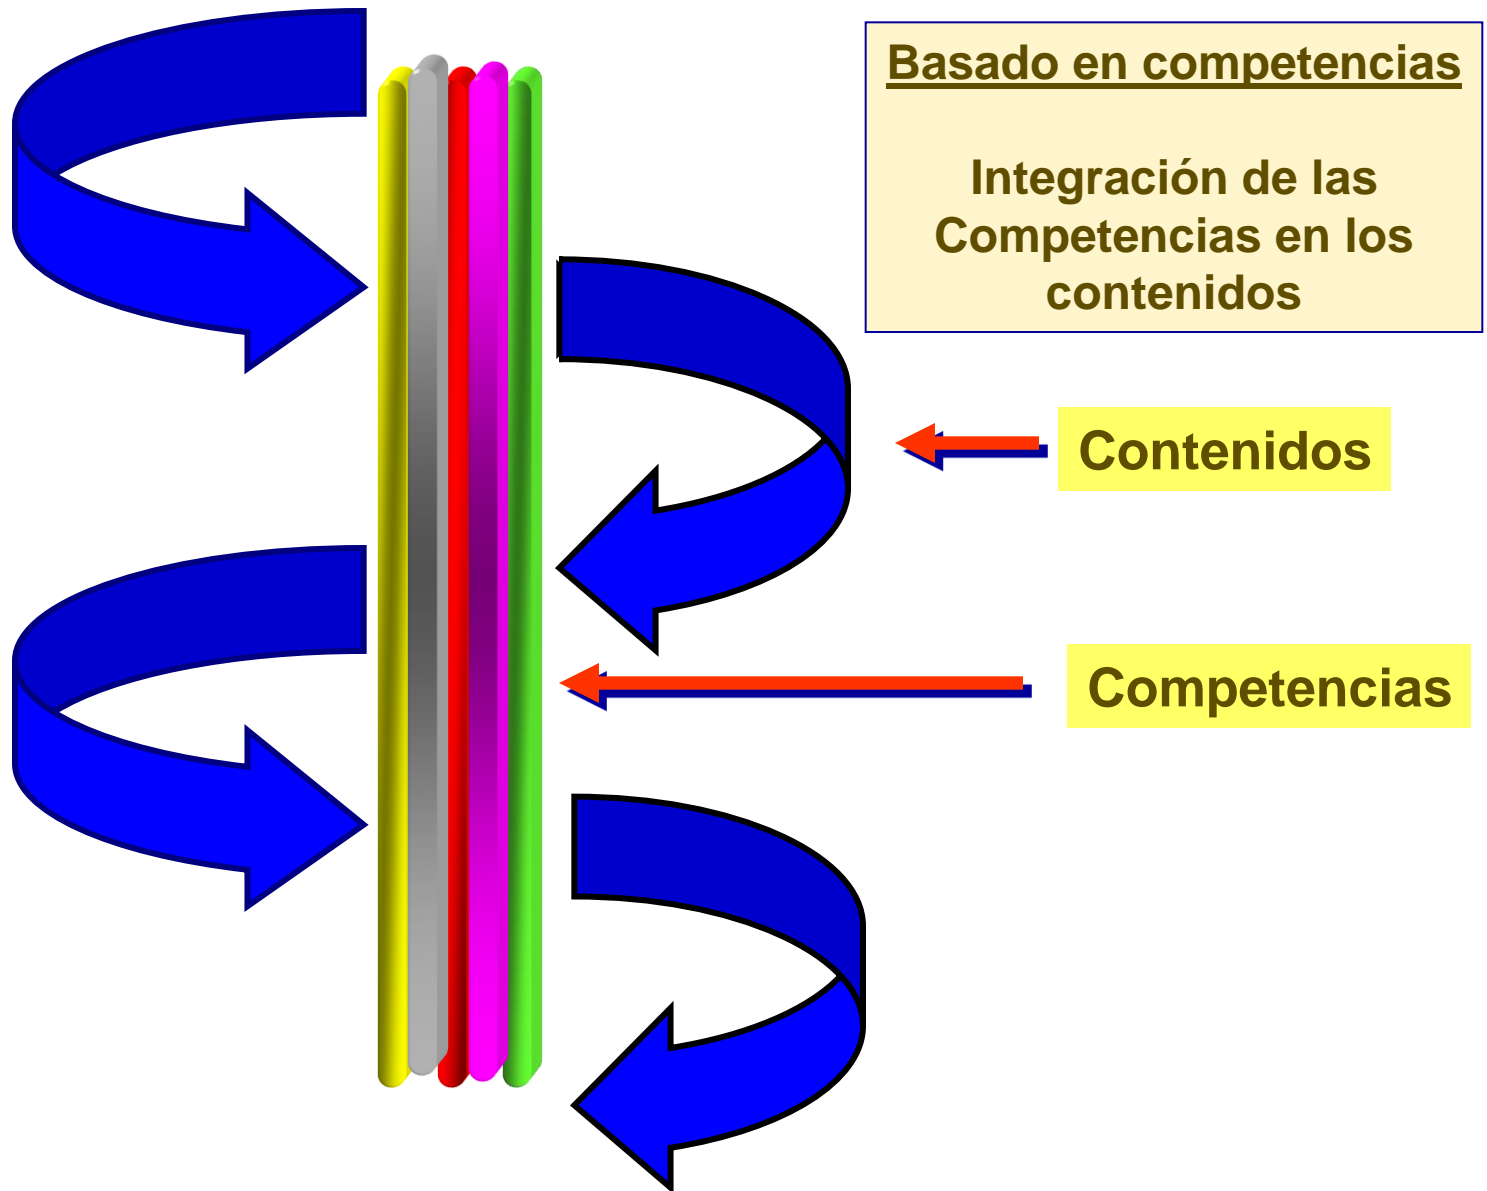 Basado en competencias
Integración de las
Competencias en los
contenidos
Contenidos
Competencias